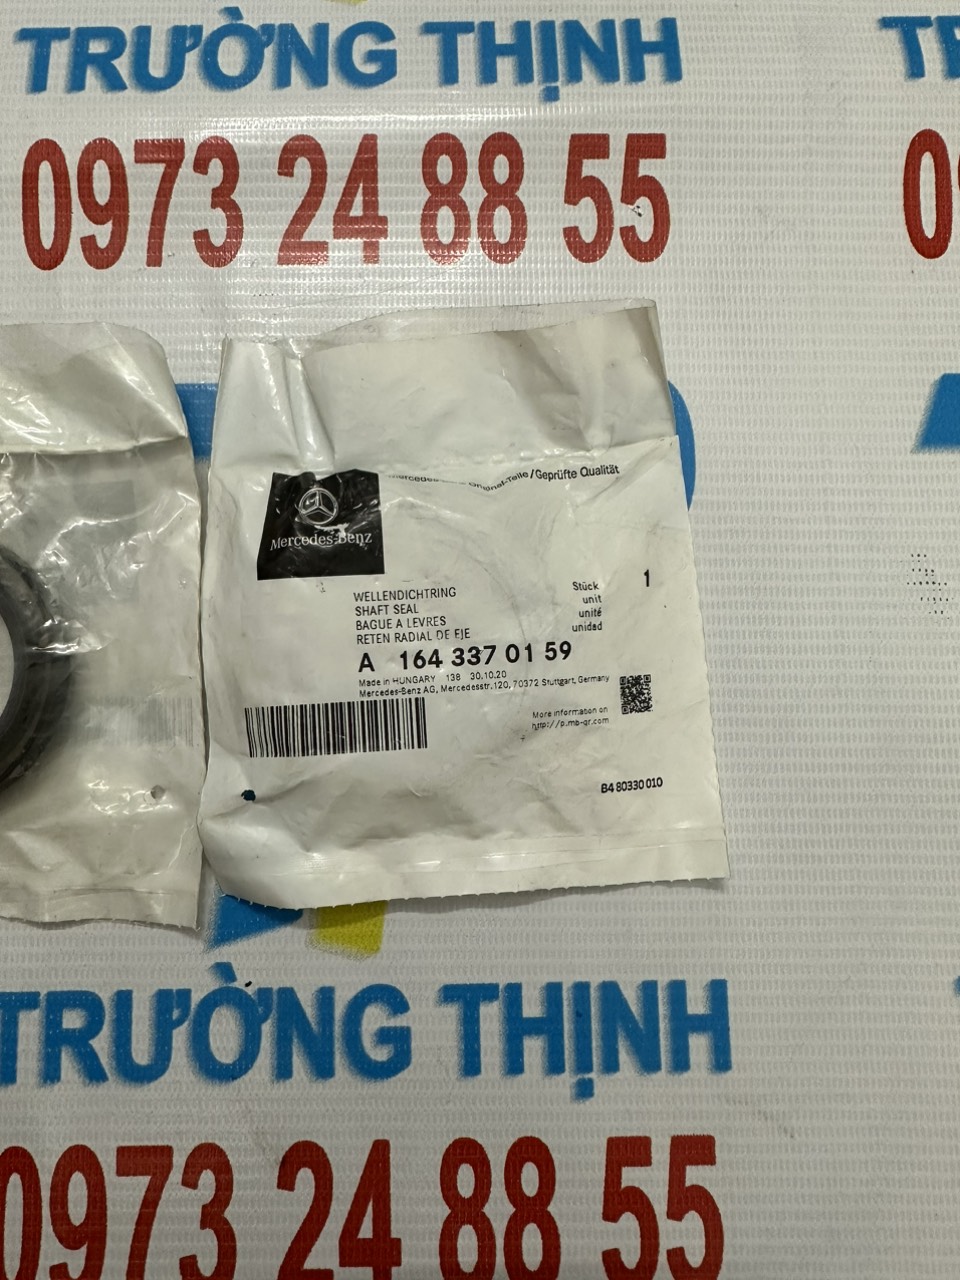 TRƯỜNG THỊNH
0973 24 88 55
Original-Teile / Geprüfte Qualität
Mercedes-Benz
WELLENDICHTRING
SHAFT SEAL
BAGUE A LEVRES
RETEN RADIAL DE EJE
Stück
unit
unité
unidad
1
A 164 337 01 59
Made in HUNGARY 138 30.10.20
Mercedes-Benz AG, Mercedesstr.120, 70372 Stuttgart, Germany
More information on
http://p.mb-qr.com
B4 80330 010
TRƯỜNG THỊNH
0973 24 88 55